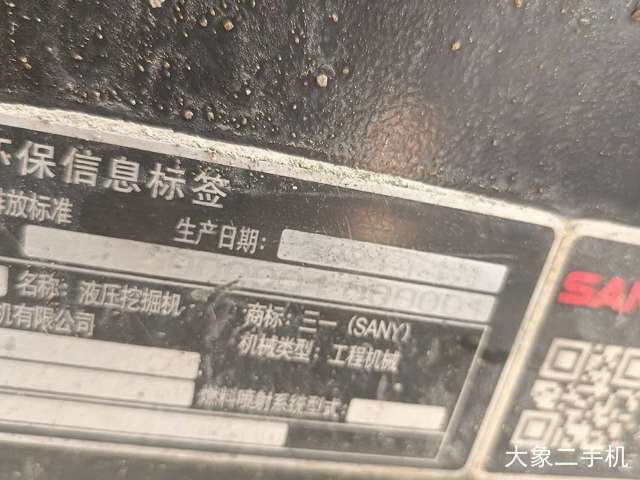 保信息标签
放标准
生产日期：
名称：液压挖掘机
商标：三一（SANY）
机有限公司
机械类型：工程机械
燃料喷射系统型式：
SAN
大象二手机